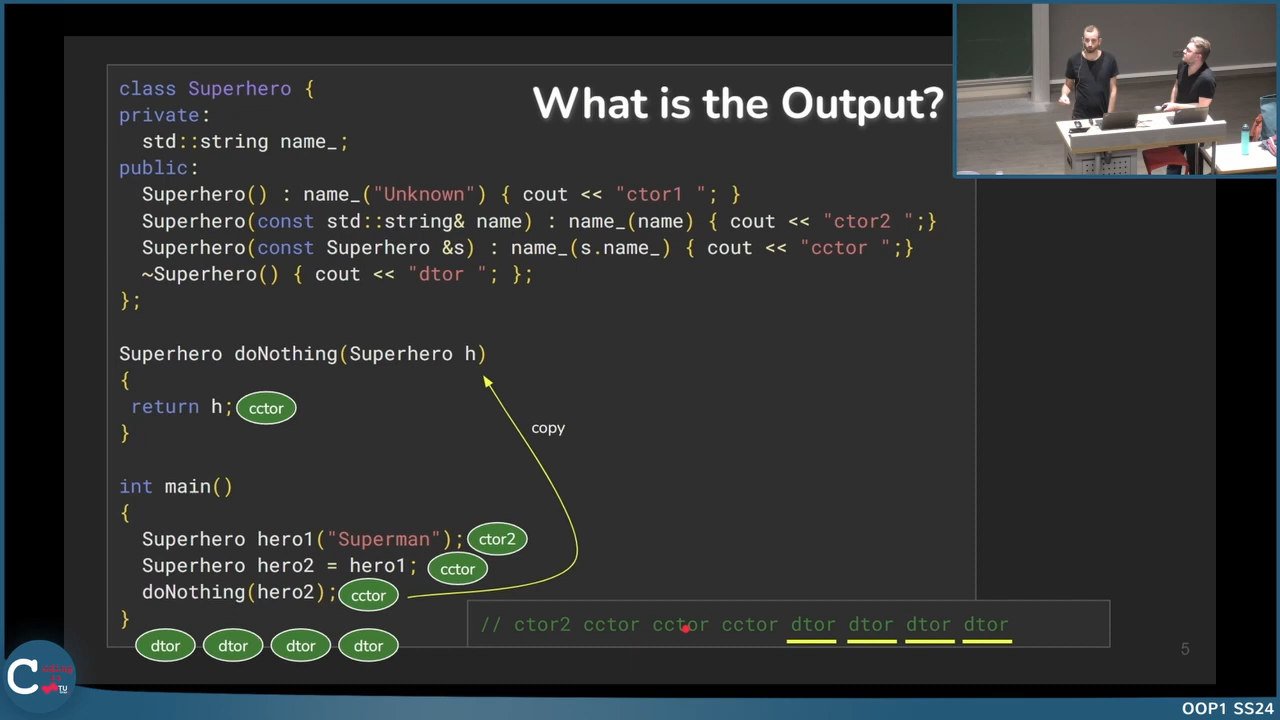 What is the Output?
class Superhero {
private:
std::string name_;
public:
Superhero() : name_("Unknown") { cout << "ctor1 "; }
Superhero(const std::string& name) : name_(name) { cout << "ctor2 ";}
Superhero(const Superhero &s) : name_(s.name_) { cout << "cctor ";}
~Superhero() { cout << "dtor "; };
};
Superhero doNothing(Superhero h)
{
return h; cctor
}
copy
int main()
{
Superhero hero1("Superman"); ctor2
Superhero hero2 = hero1; cctor
doNothing(hero2); cctor
}
// ctor2 cctor cctor cctor dtor dtor dtor dtor
dtor dtor dtor dtor
5
TU
OOP1 SS24